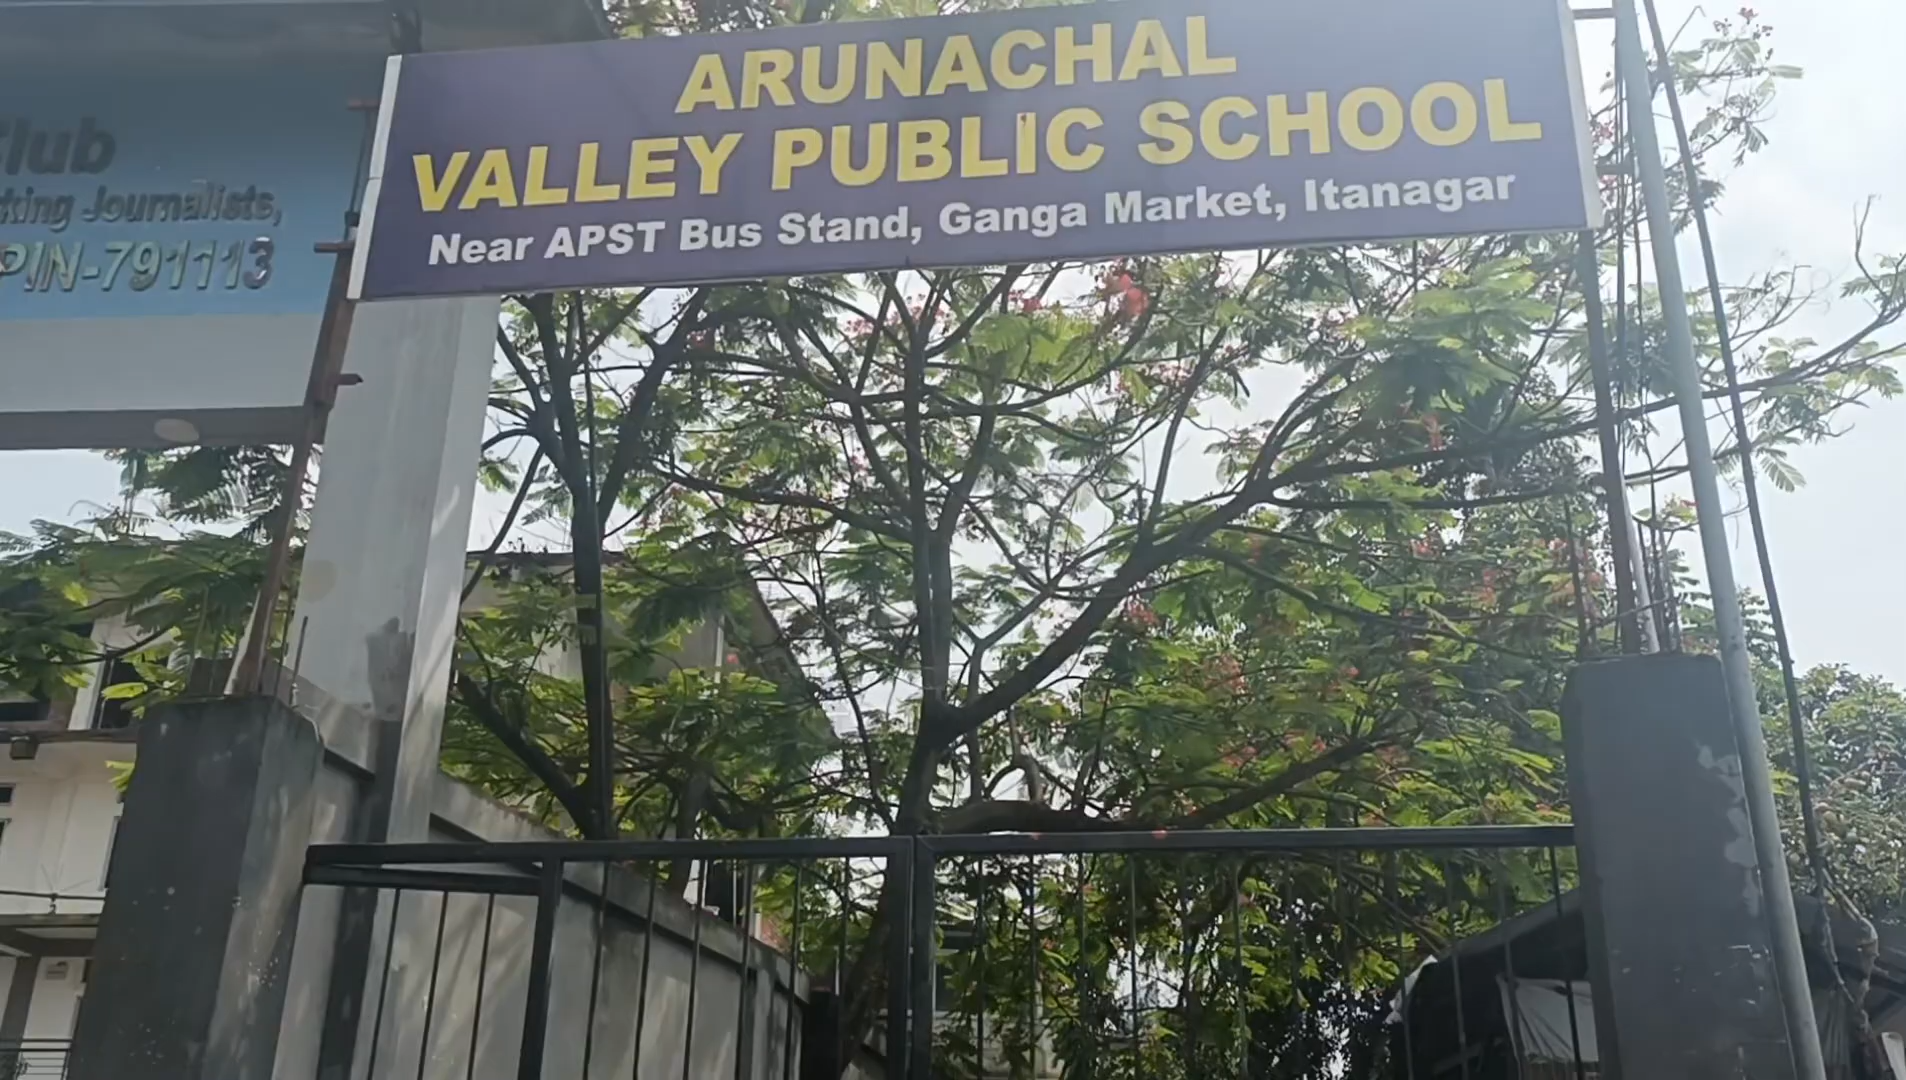 ARUNACHAL
VALLEY PUBLIC SCHOOL
Near APST Bus Stand, Ganga Market, Itanagar
Club
Journalists,
PIN-791113